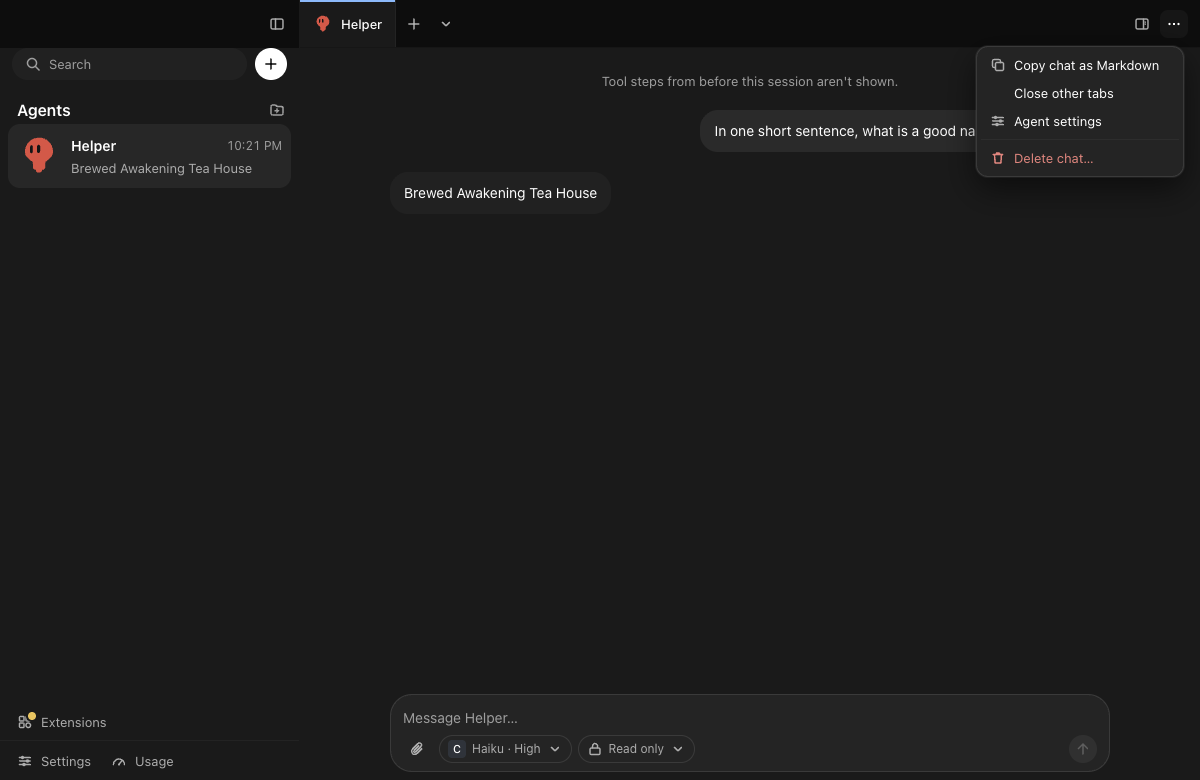 Helper
Search
Agents
Helper
10:21 PM
Brewed Awakening Tea House
Tool steps from before this session aren't shown.
In one short sentence, what is a good
Brewed Awakening Tea House
Copy chat as Markdown
Close other tabs
Agent settings
Delete chat...
Extensions
Settings
Usage
Message Helper...
C
Haiku · High
Read only